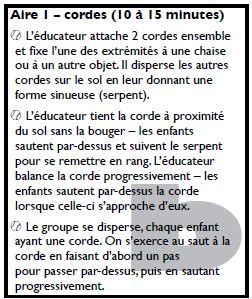 Aire 1 – cordes (10 à 15 minutes)
L'éducateur attache 2 cordes ensemble
et fixe l'une des extrémités à une chaise
ou à un autre objet. Il disperse les autres
cordes sur le sol en leur donnant une
forme sinueuse (serpent).
L'éducateur tient la corde à proximité
du sol sans la bouger – les enfants
sautent par-dessus et suivent le serpent
pour se remettre en rang. L'éducateur
balance la corde progressivement – les
enfants sautent par-dessus la corde
lorsque celle-ci s'approche d'eux.
Le groupe se disperse, chaque enfant
ayant une corde. On s'exerce au saut à la
corde en faisant d'abord un pas
pour passer par-dessus, puis en sautant
progressivement.
b